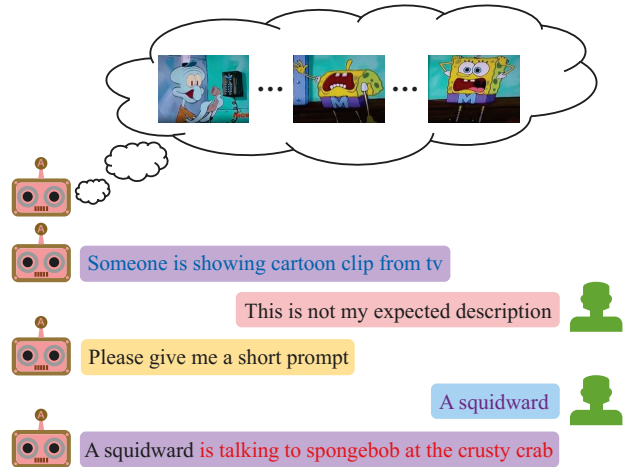 A
M
M
A
Someone is showing cartoon clip from tv
This is not my expected description
A
Please give me a short prompt
A squidward
A
A squidward is talking to spongebob at the crusty crab